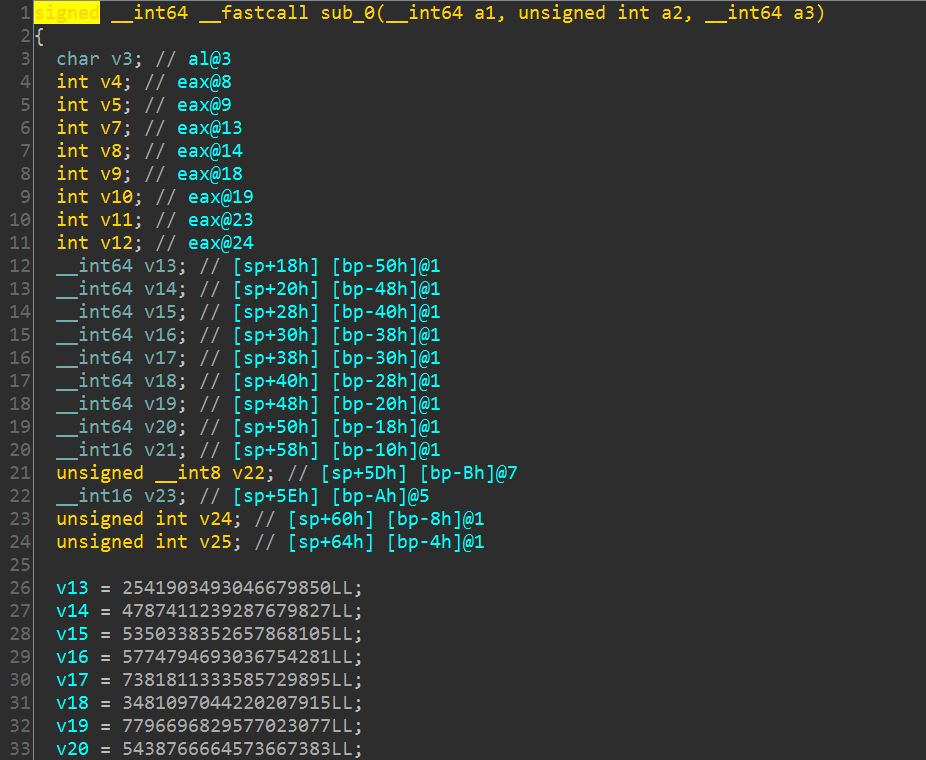 1 signed __int64 __fastcall sub_0(__int64 a1, unsigned int a2, __int64 a3)
2 {
3 char v3; // al@3
4 int v4; // eax@8
5 int v5; // eax@9
6 int v7; // eax@13
7 int v8; // eax@14
8 int v9; // eax@18
9 int v10; // eax@19
10 int v11; // eax@23
11 int v12; // eax@24
12 __int64 v13; // [sp+18h] [bp-50h]@1
13 __int64 v14; // [sp+20h] [bp-48h]@1
14 __int64 v15; // [sp+28h] [bp-40h]@1
15 __int64 v16; // [sp+30h] [bp-38h]@1
16 __int64 v17; // [sp+38h] [bp-30h]@1
17 __int64 v18; // [sp+40h] [bp-28h]@1
18 __int64 v19; // [sp+48h] [bp-20h]@1
19 __int64 v20; // [sp+50h] [bp-18h]@1
20 __int16 v21; // [sp+58h] [bp-10h]@1
21 unsigned __int8 v22; // [sp+5Dh] [bp-Bh]@7
22 __int16 v23; // [sp+5Eh] [bp-Ah]@5
23 unsigned int v24; // [sp+60h] [bp-8h]@1
24 unsigned int v25; // [sp+64h] [bp-4h]@1
25
26 v13 = 2541903493046679850LL;
27 v14 = 4787411239287679827LL;
28 v15 = 5350338352657868105LL;
29 v16 = 5774794693036754281LL;
30 v17 = 7381811333585729895LL;
31 v18 = 3481097044220207915LL;
32 v19 = 7796696829577023077LL;
33 v20 = 5438766664573667383LL;